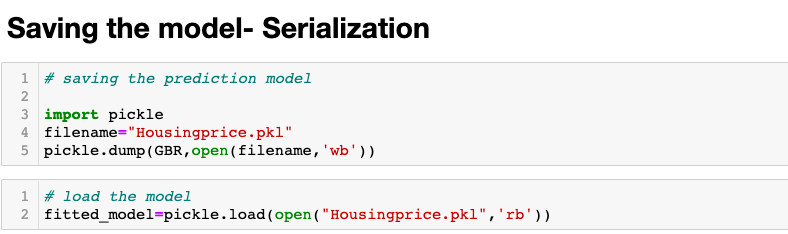 Saving the model- Serialization
1 # saving the prediction model
2
3 import pickle
4 filename="Housingprice.pkl"
5 pickle.dump(GBR,open(filename,'wb'))
1 # load the model
2 fitted_model=pickle.load(open("Housingprice.pkl",'rb'))